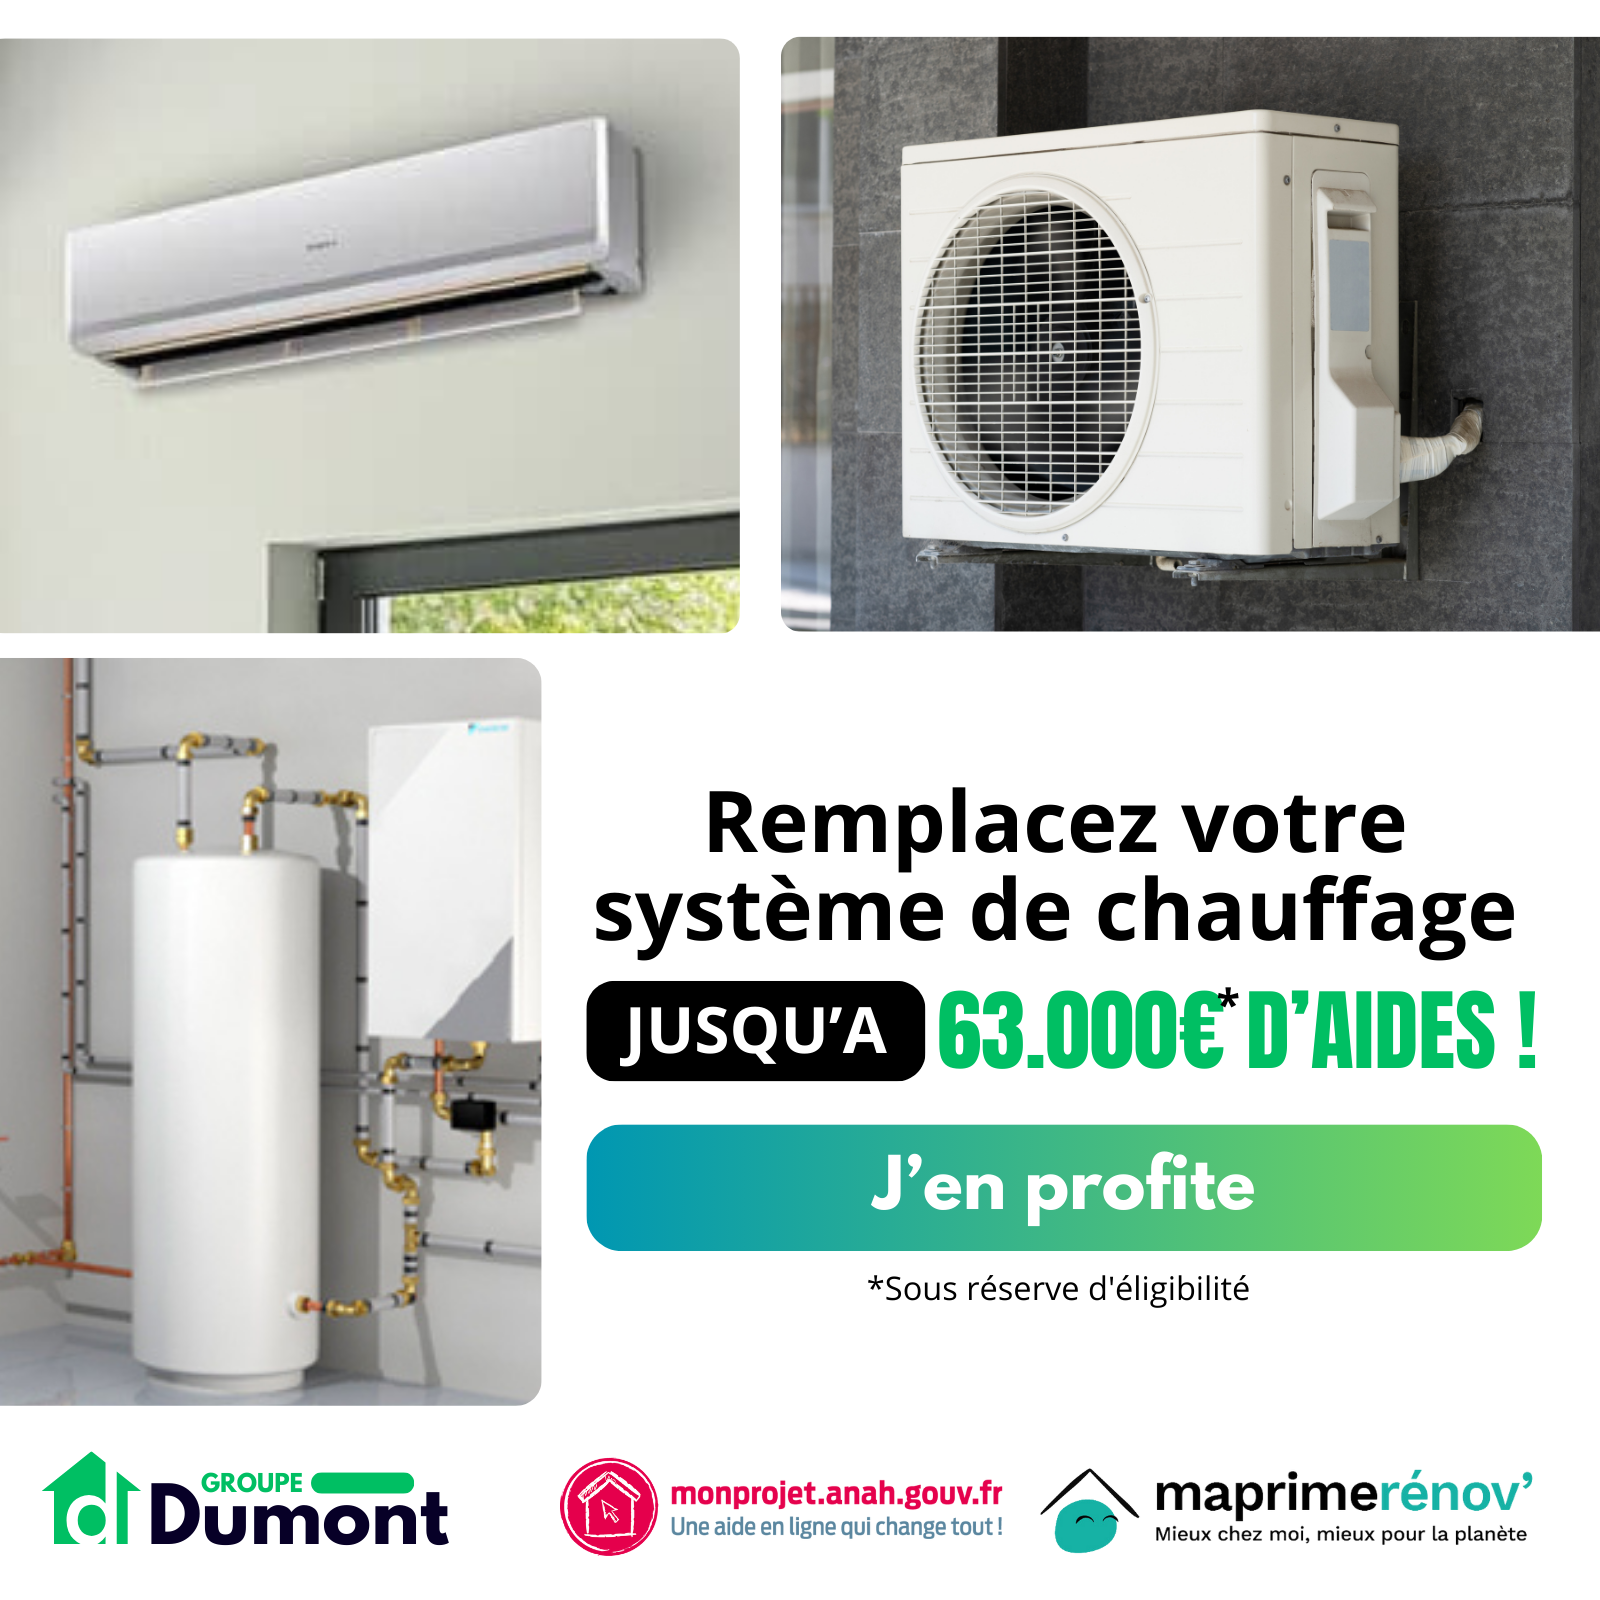 Remplacez votre
système de chauffage
JUSQU’A 63.000€* D’AIDES !
J’en profite
*Sous réserve d'éligibilité
GROUPE
Dumont
monprojet.anah.gouv.fr
Une aide en ligne qui change tout !
maprimerénov’
Mieux chez moi, mieux pour la planète